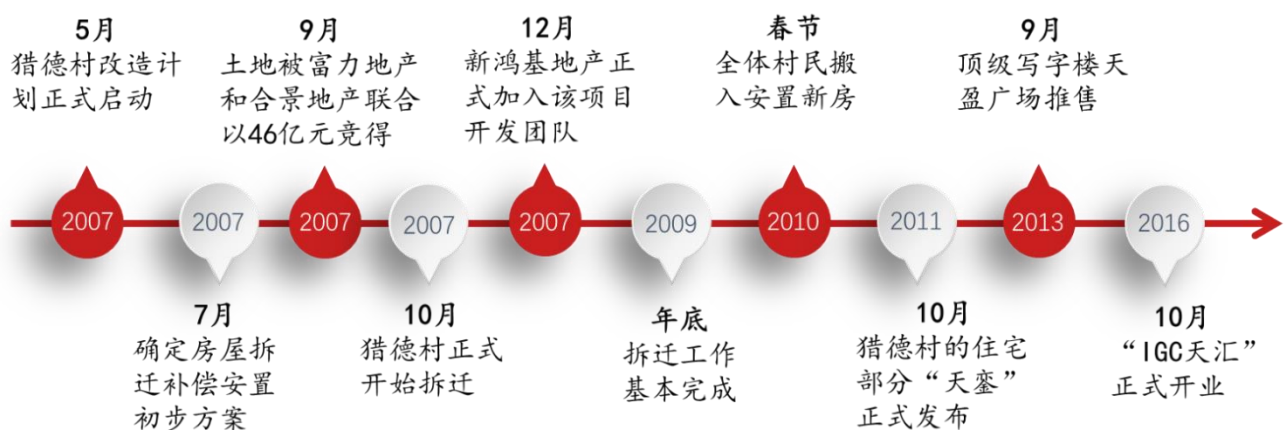 5月
猎德村改造计
划正式启动
9月
土地被富力地产
和合景地产联合
以46亿元竞得
12月
新鸿基地产正
式加入该项目
开发团队
春节
全体村民搬
入安置新房
9月
顶级写字楼天
盈广场推售
2007
2007
2007
2007
2007
2009
2010
2011
2013
2016
7月
确定房屋拆
迁补偿安置
初步方案
10月
猎德村正式
开始拆迁
年底
拆迁工作
基本完成
10月
猎德村的住宅
部分“天銮”
正式发布
10月
“IGC天汇”
正式开业